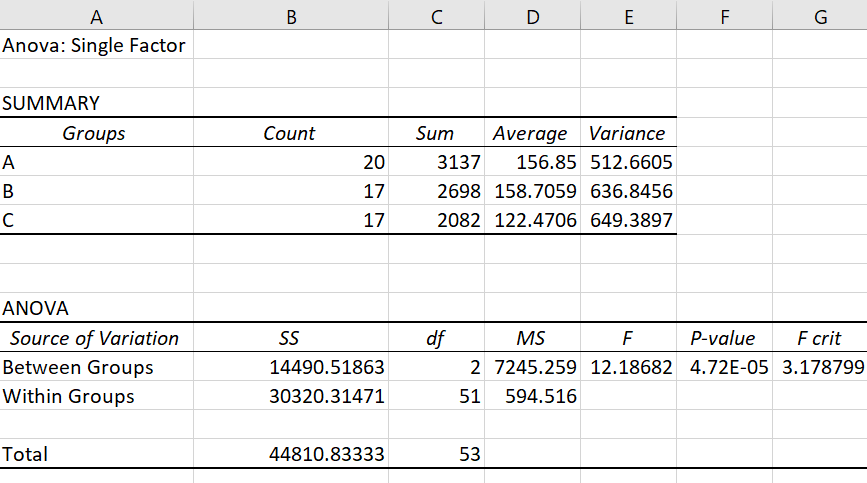 A B C D E F G
Anova: Single Factor
SUMMARY
Groups Count Sum Average Variance
A 20 3137 156.85 512.6605
B 17 2698 158.7059 636.8456
C 17 2082 122.4706 649.3897
ANOVA
Source of Variation SS df MS F P-value F crit
Between Groups 14490.51863 2 7245.259 12.18682 4.72E-05 3.178799
Within Groups 30320.31471 51 594.516
Total 44810.83333 53